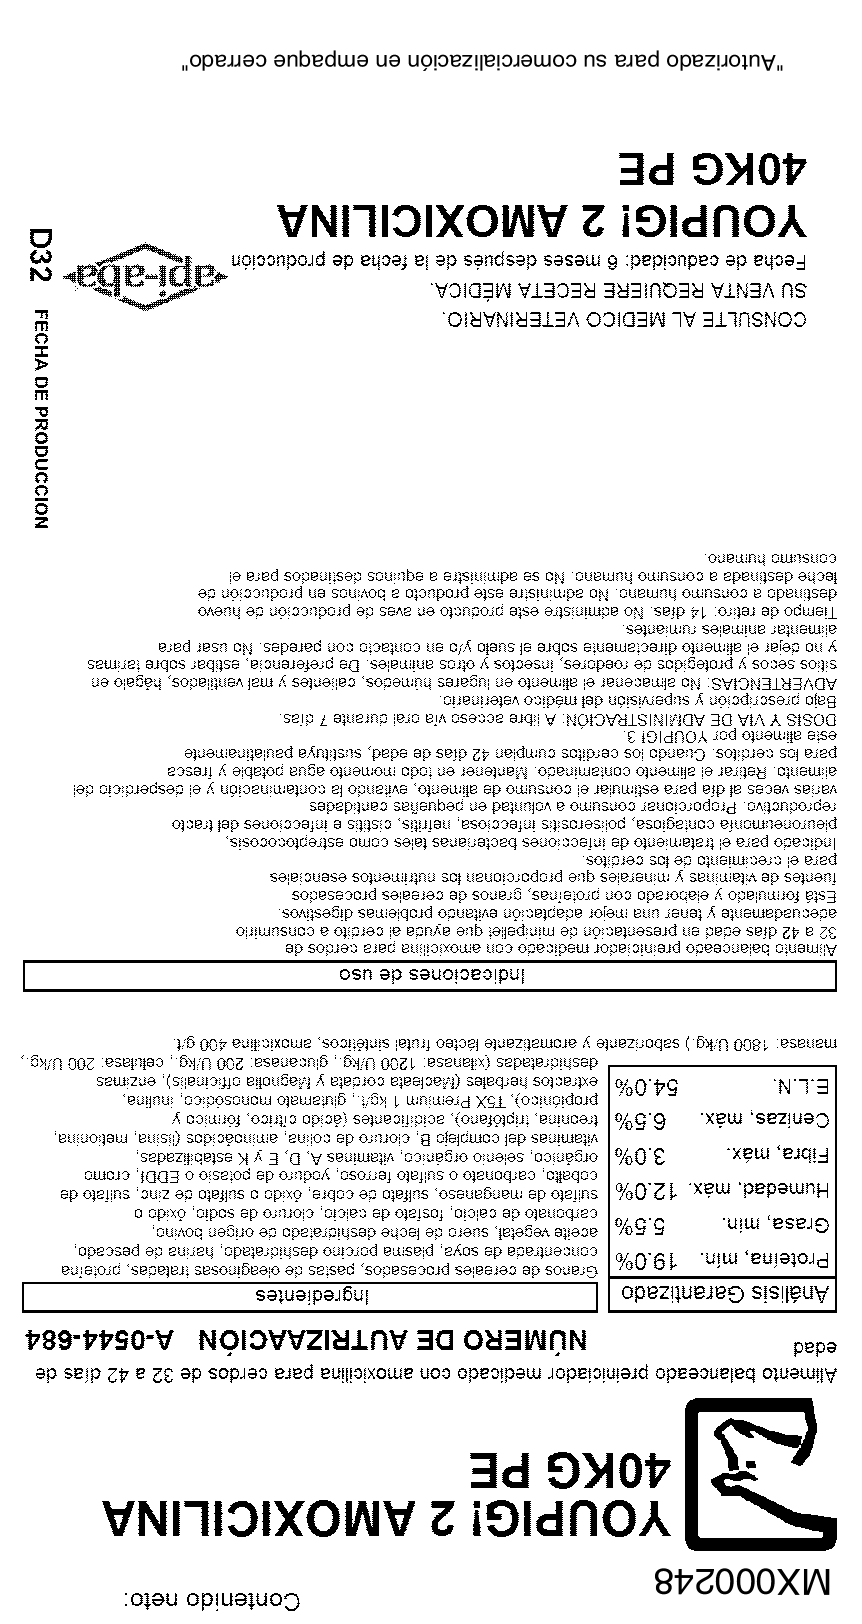 Contenido neto:
MX000248
YOUPIG! 2 AMOXICILINA
40KG PE
Alimento balanceado preiniciador medicado con amoxicilina para cerdos de 32 a 42 días de
edad
NÚMERO DE AUTRIZAACIÓN A-0544-684
Análisis Garantizado
Proteína, min. 19.0%
Grasa, min. 5.5%
Humedad, máx. 12.0%
Fibra, máx. 3.0%
Cenizas, máx. 6.5%
E.L.N. 54.0%
Ingredientes
Granos de cereales procesados, pastas de oleaginosas tratadas, proteína
concentrada de soya, plasma porcino deshidratado, harina de pescado,
aceite vegetal, suero de leche deshidratado de origen bovino,
carbonato de calcio, fosfato de calcio, cloruro de sodio, óxido o
sulfato de manganeso, sulfato de cobre, óxido o sulfato de zinc, sulfato de
cobalto, carbonato o sulfato ferroso, yoduro de potasio o EDDI, cromo
orgánico, selenio orgánico, vitaminas A, D, E y K estabilizadas,
vitaminas del complejo B, cloruro de colina, aminoácidos (lisina, metionina,
treonina, triptófano), acidificantes (ácido cítrico, fórmico y
propiónico), TSX Premium 1 kg/t., glutamato monosódico, inulina,
extractos herbales (Macleata cordata y Magnolia officinalis), enzimas
deshidratadas (xilanasa: 1200 U/kg., glucanasa: 200 U/kg., celulasa: 200 U/kg.,
manasa: 1800 U/kg.) saborizante y aromatizante lácteo frutal sintéticos, amoxicilina 400 g/t.
Indicaciones de uso
Alimento balanceado preiniciador medicado con amoxicilina para cerdos de
32 a 42 días edad en presentación de minipellet que ayuda al cerdito a consumirlo
adecuadamente y tener una mejor adaptación evitando problemas digestivos.
Está formulado y elaborado con proteínas, granos de cereales procesados
fuentes de vitaminas y minerales que proporcionan los nutrimentos esenciales
para el crecimiento de los cerditos.
Indicado para el tratamiento de infecciones bacterianas tales como estreptococosis,
pleuroneumonía contagiosa, poliserositis infecciosa, nefritis, cistitis e infecciones del tracto
reproductivo. Proporcionar consumo a voluntad en pequeñas cantidades
varias veces al día para estimular el consumo de alimento, evitando la contaminación y el desperdicio del
alimento. Retirar el alimento contaminado. Mantener en todo momento agua potable y fresca
para los cerditos. Cuando los cerditos cumplan 42 días de edad, sustituya paulatinamente
este alimento por YOUPIG! 3.
DOSIS Y VIA DE ADMINISTRACIÓN: A libre acceso vía oral durante 7 días.
Bajo prescripción y supervisión del médico veterinario.
ADVERTENCIAS: No almacenar el alimento en lugares húmedos, calientes y mal ventilados, hágalo en
sitios secos y protegidos de roedores, insectos y otros animales. De preferencia, estibar sobre tarimas
y no dejar el alimento directamente sobre el suelo y/o en contacto con paredes. No usar para
alimentar animales rumiantes.
Tiempo de retiro: 14 días. No administre este producto en aves de producción de huevo
destinado a consumo humano. No administre este producto a bovinos en producción de
leche destinada a consumo humano. No se administre a equinos destinados para el
consumo humano.
CONSULTE AL MEDICO VETERINARIO.
SU VENTA REQUIERE RECETA MÉDICA.
Fecha de caducidad: 6 meses después de la fecha de producción
api-aba
D32 FECHA DE PRODUCCION
YOUPIG! 2 AMOXICILINA
40KG PE
"Autorizado para su comercialización en empaque cerrado"